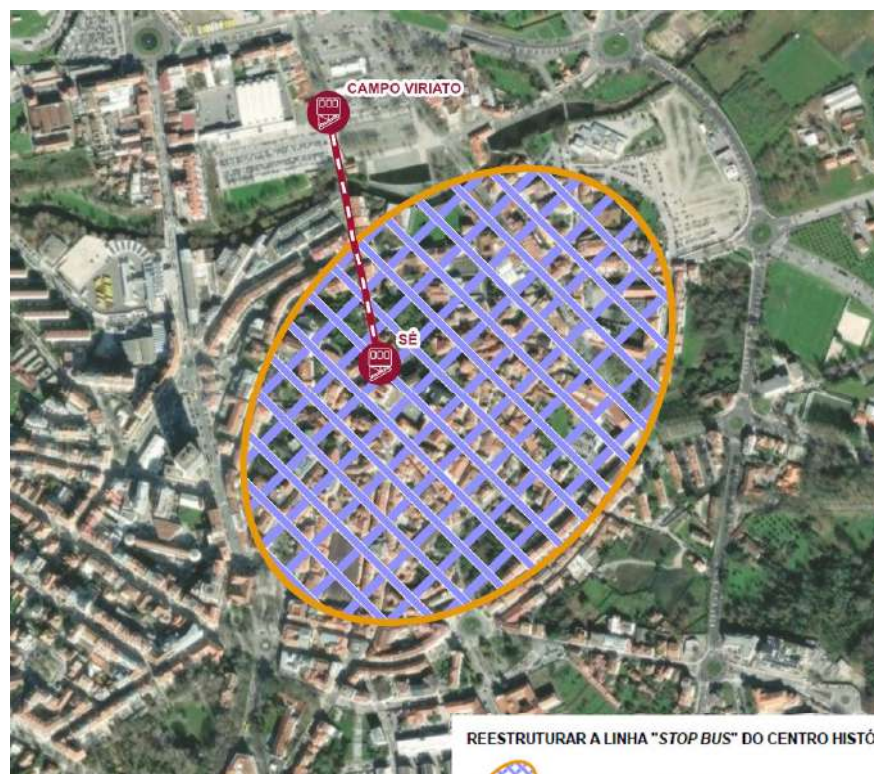 CAMPO VIRIATO
SÉ
REESTRUTURAR A LINHA "STOP BUS" DO CENTRO HISTÓ